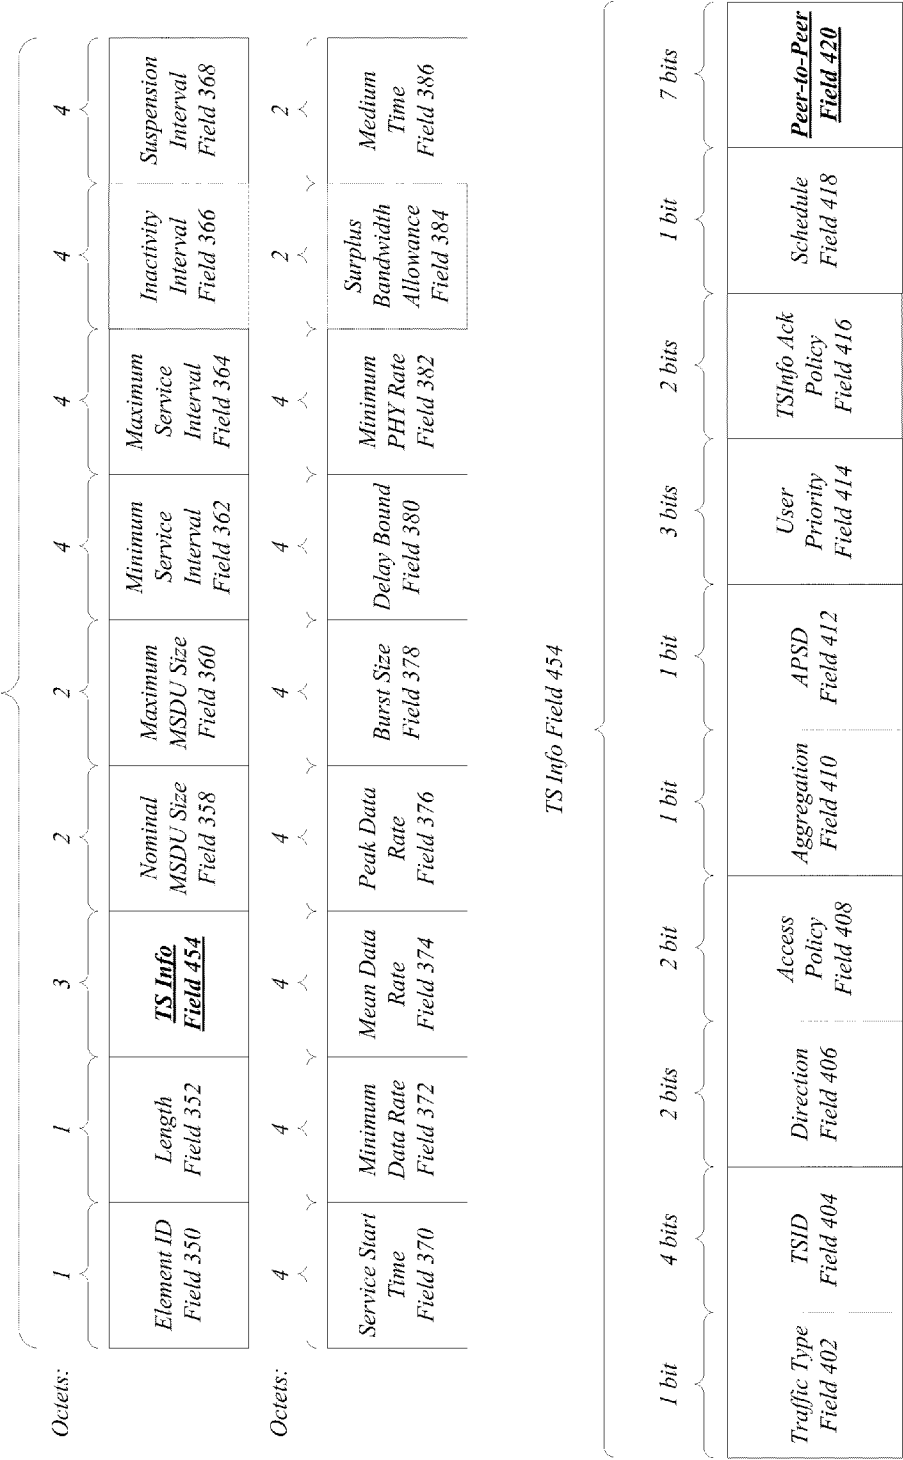 Octets:
1
1
3
2
2
4
4
4
4
Element ID
Field 350
Length
Field 352
TS Info
Field 454
Nominal
MSDU Size
Field 358
Maximum
MSDU Size
Field 360
Minimum
Service
Interval
Field 362
Maximum
Service
Interval
Field 364
Inactivity
Interval
Field 366
Suspension
Interval
Field 368
Octets:
4
4
4
4
4
4
4
2
2
Service Start
Time
Field 370
Minimum
Data Rate
Field 372
Mean Data
Rate
Field 374
Peak Data
Rate
Field 376
Burst Size
Field 378
Delay Bound
Field 380
Minimum
PHY Rate
Field 382
Surplus
Bandwidth
Allowance
Field 384
Medium
Time
Field 386
TS Info Field 454
1 bit
4 bits
2 bits
2 bit
1 bit
1 bit
3 bits
2 bits
1 bit
7 bits
Traffic Type
Field 402
TSID
Field 404
Direction
Field 406
Access
Policy
Field 408
Aggregation
Field 410
APSD
Field 412
User
Priority
Field 414
TSInfo Ack
Policy
Field 416
Schedule
Field 418
Peer-to-Peer
Field 420